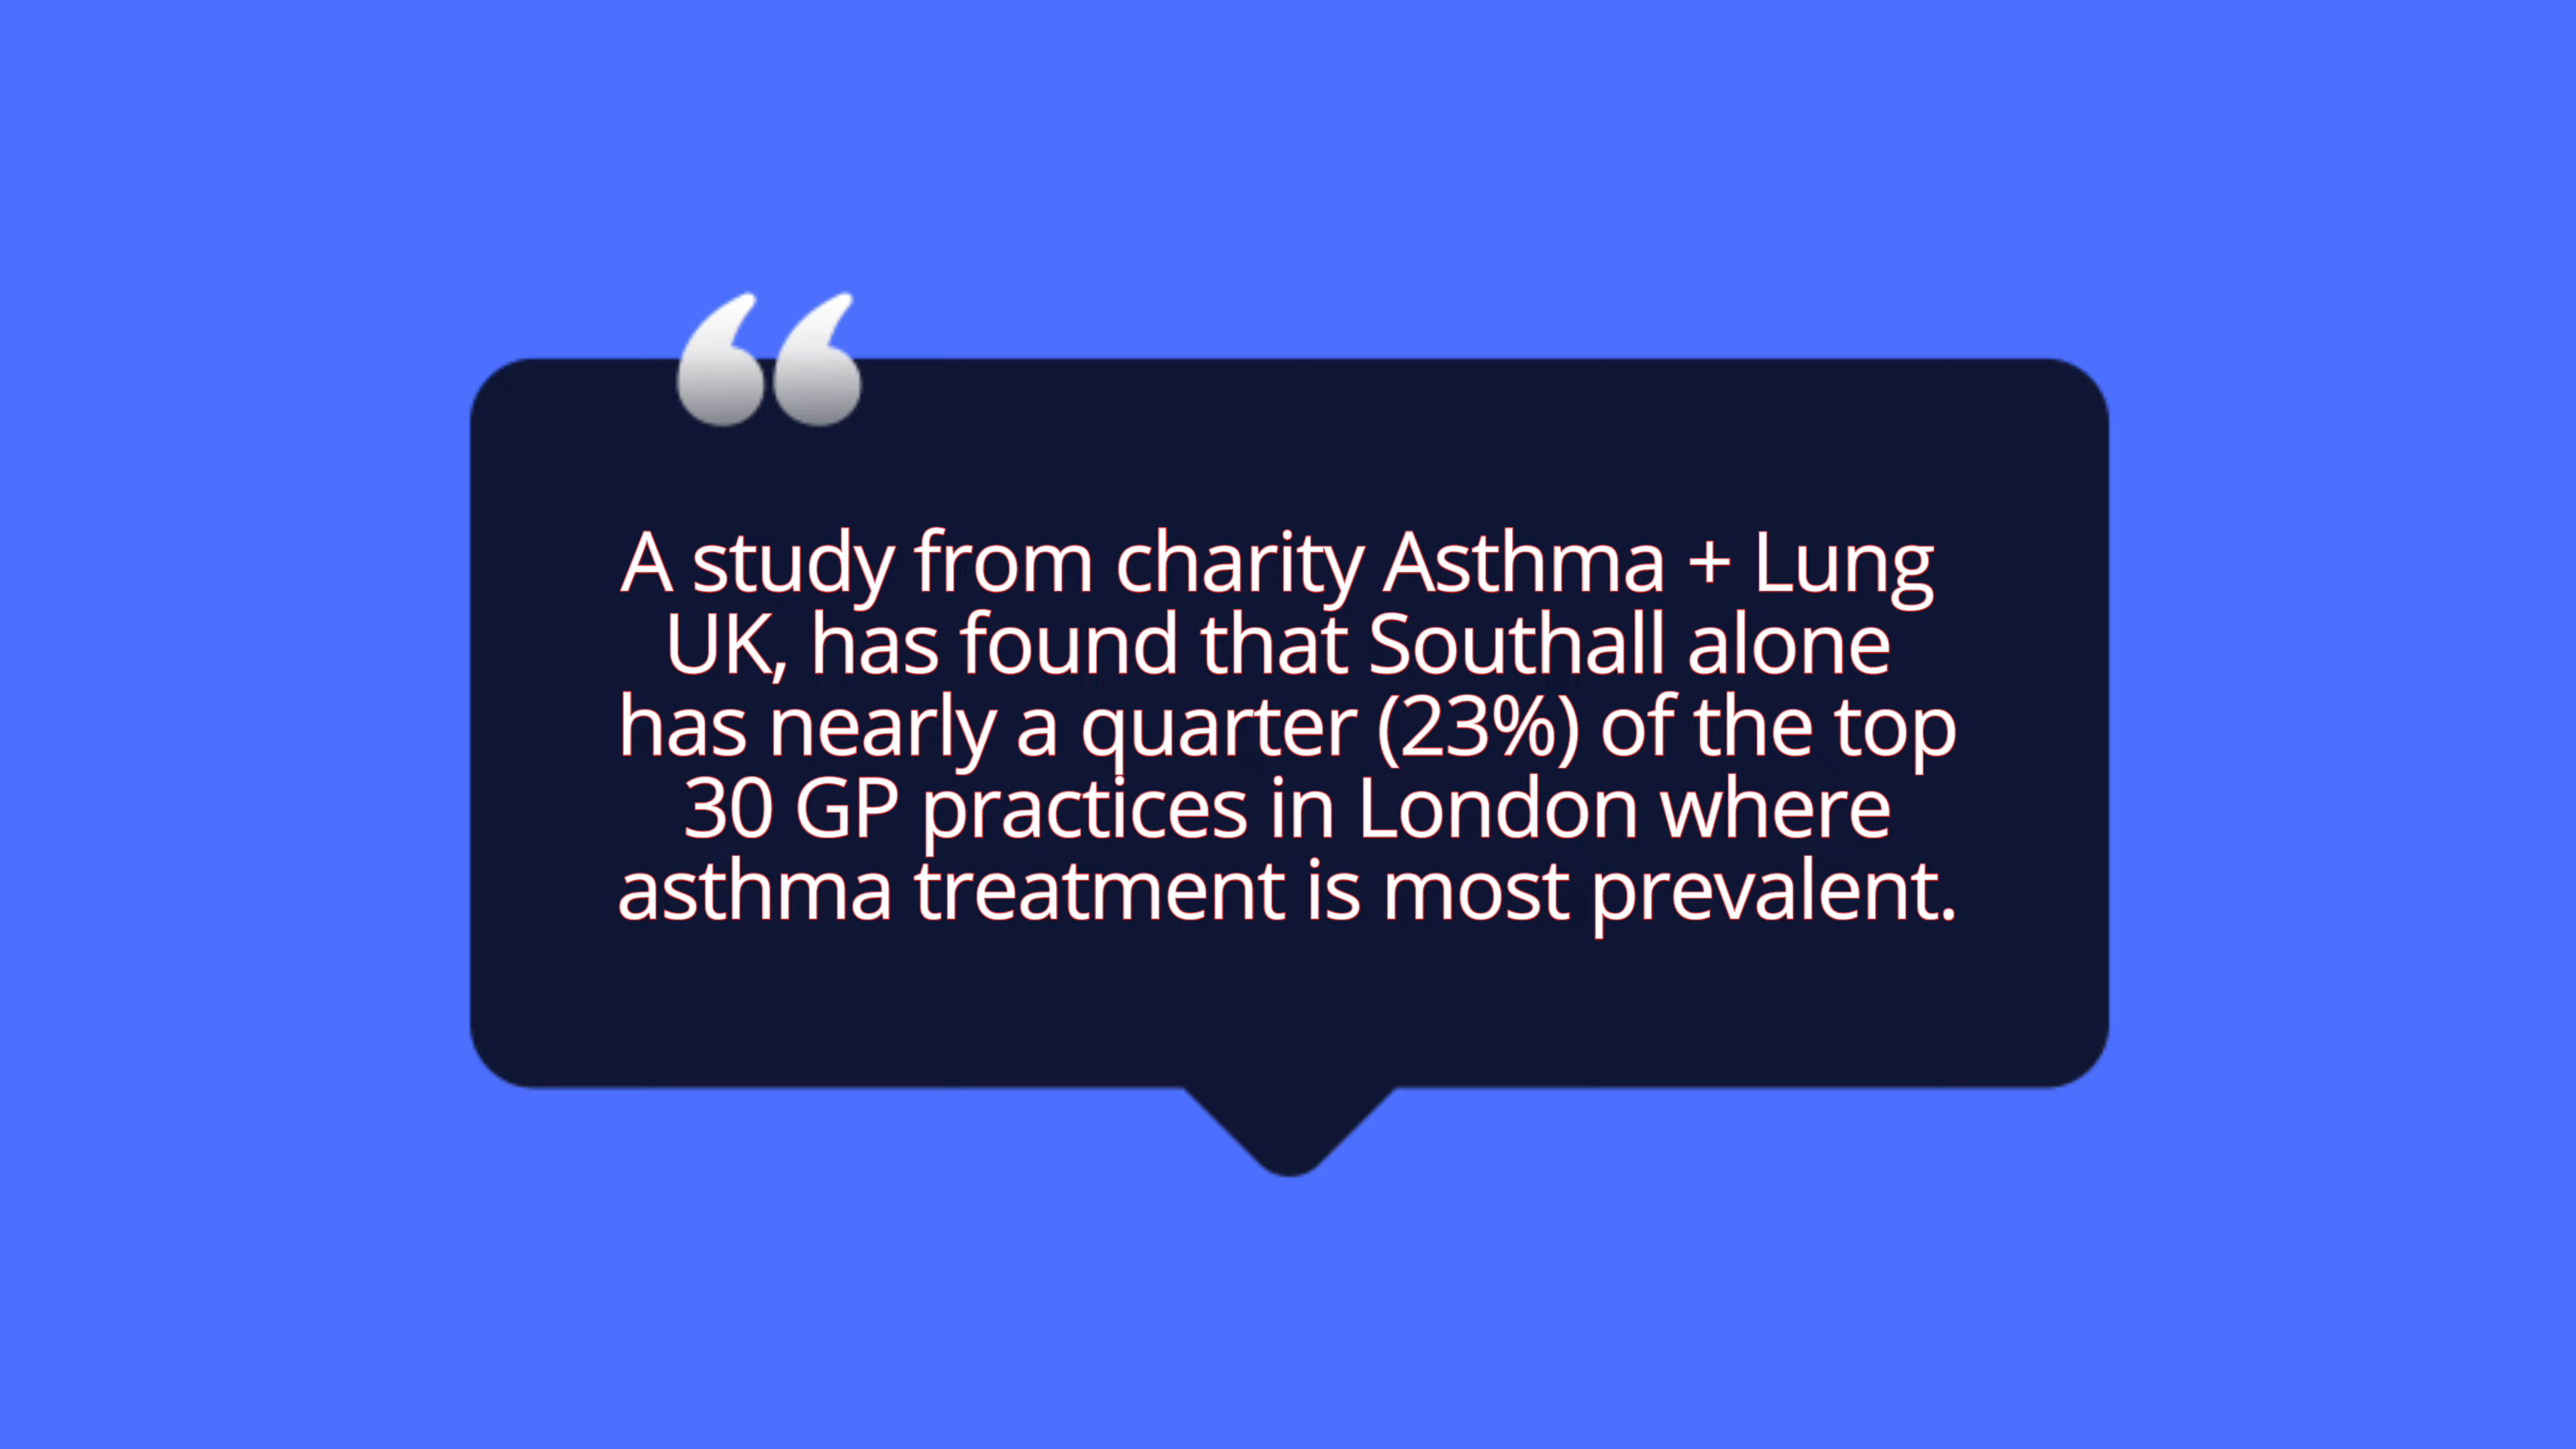 “
A study from charity Asthma + Lung
UK, has found that Southall alone
has nearly a quarter (23%) of the top
30 GP practices in London where
asthma treatment is most prevalent.